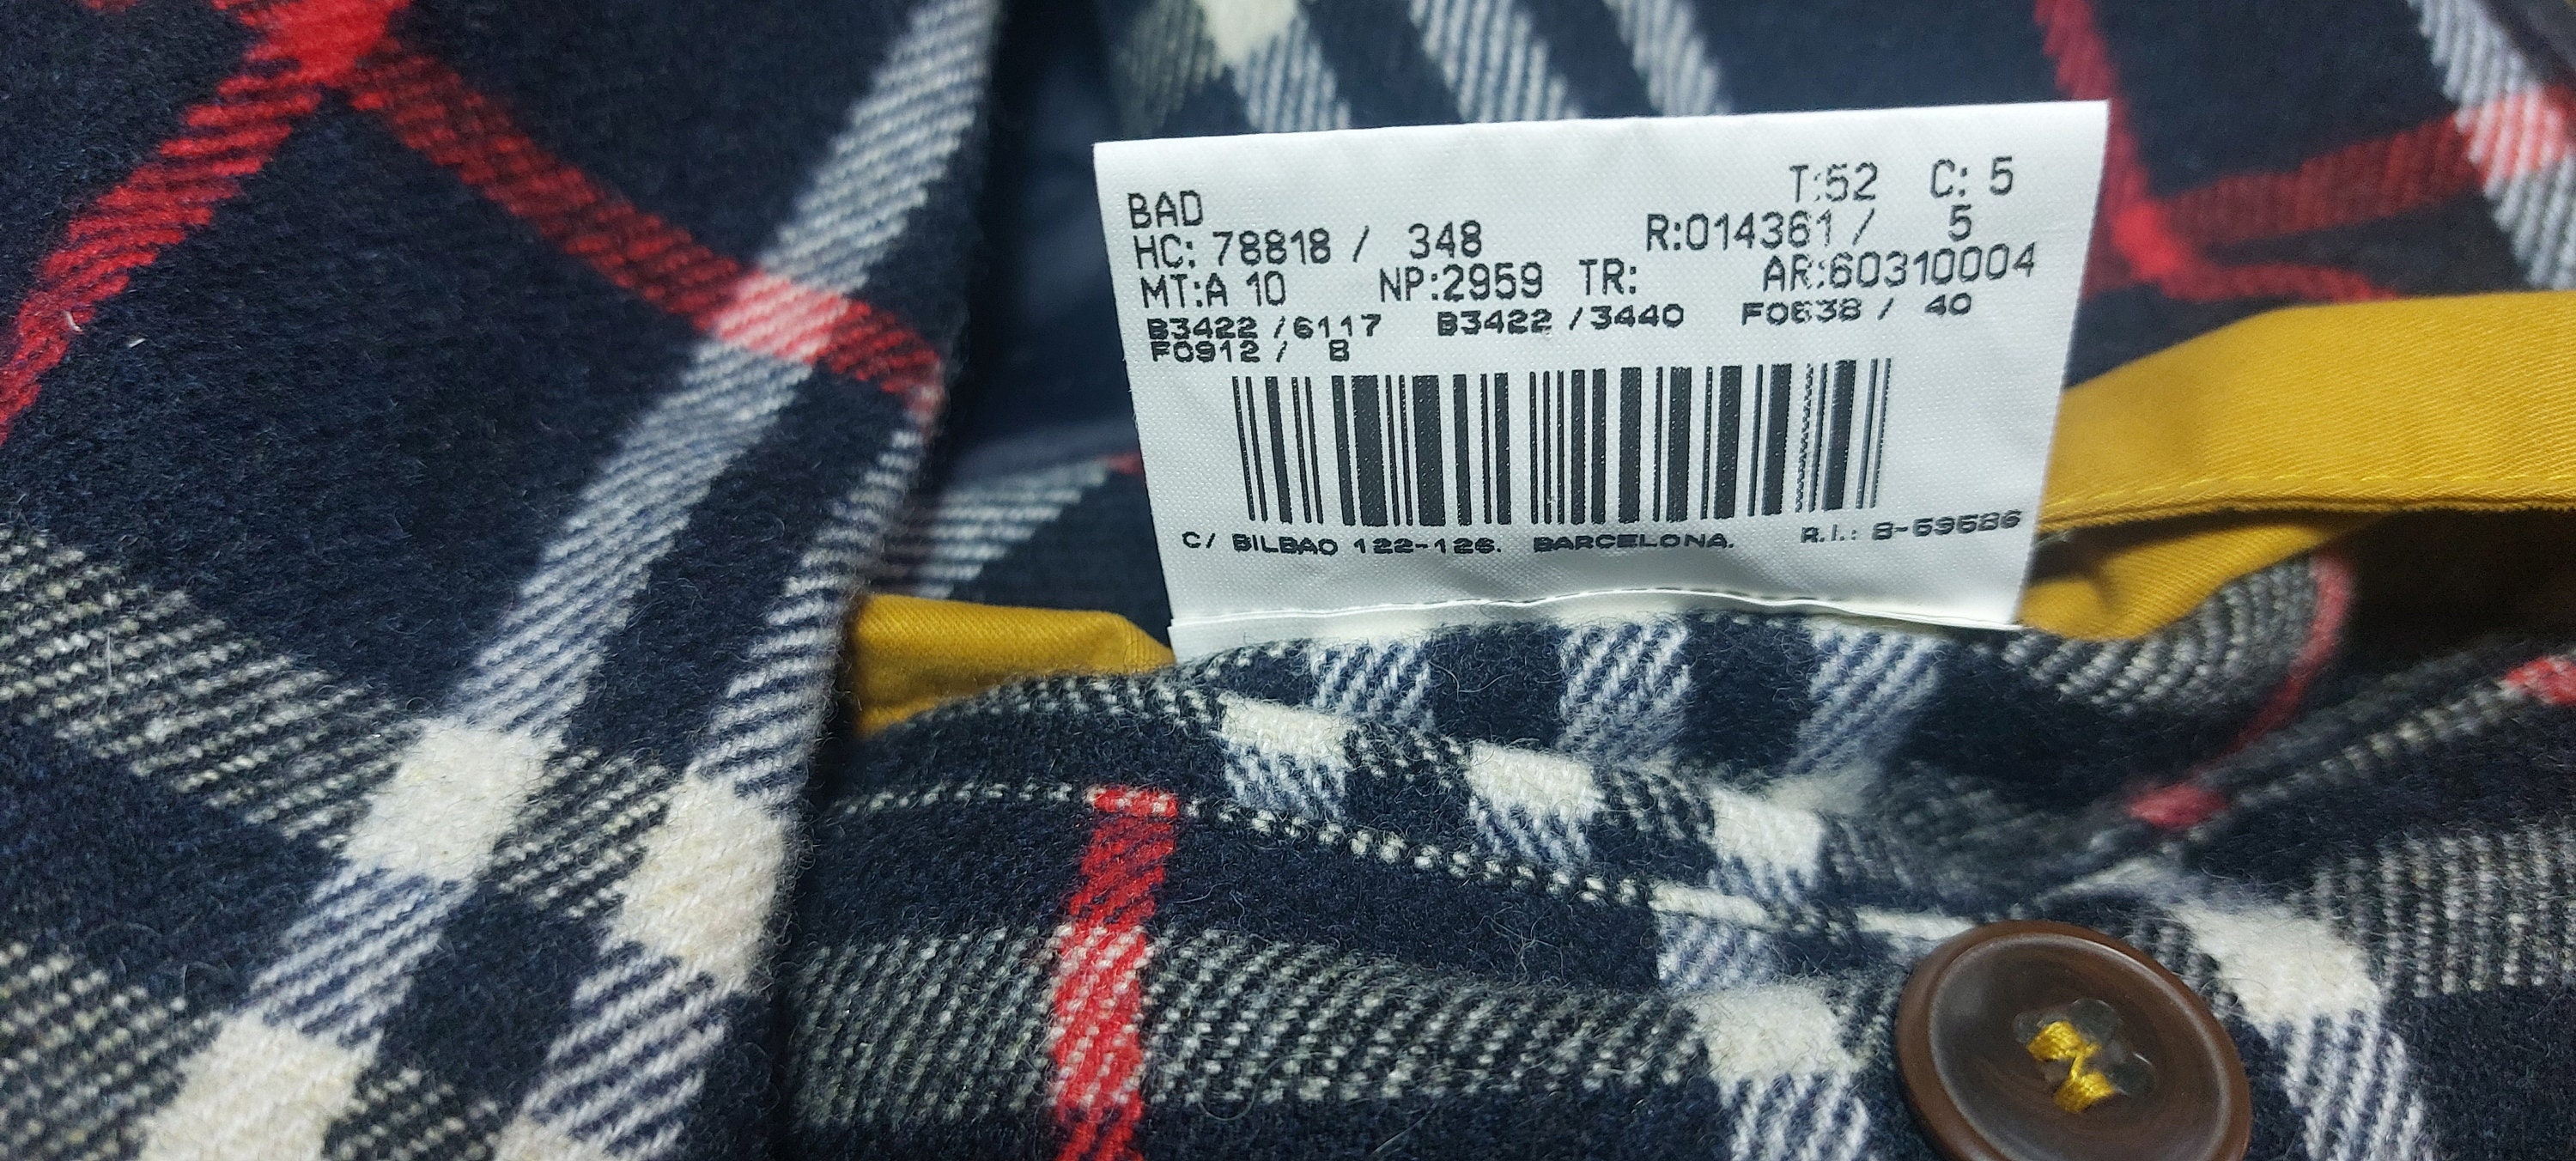 T:52 C: 5
BAD
HC: 78818 / 348 R:014361 / 5
MT:A 10 NP:2959 TR: AR:60310004
B3422 /6117 B3422 /3440 F0638 / 40
F0912 / 8
C/ BILBAO 122-126. BARCELONA. R.I.: B-59586